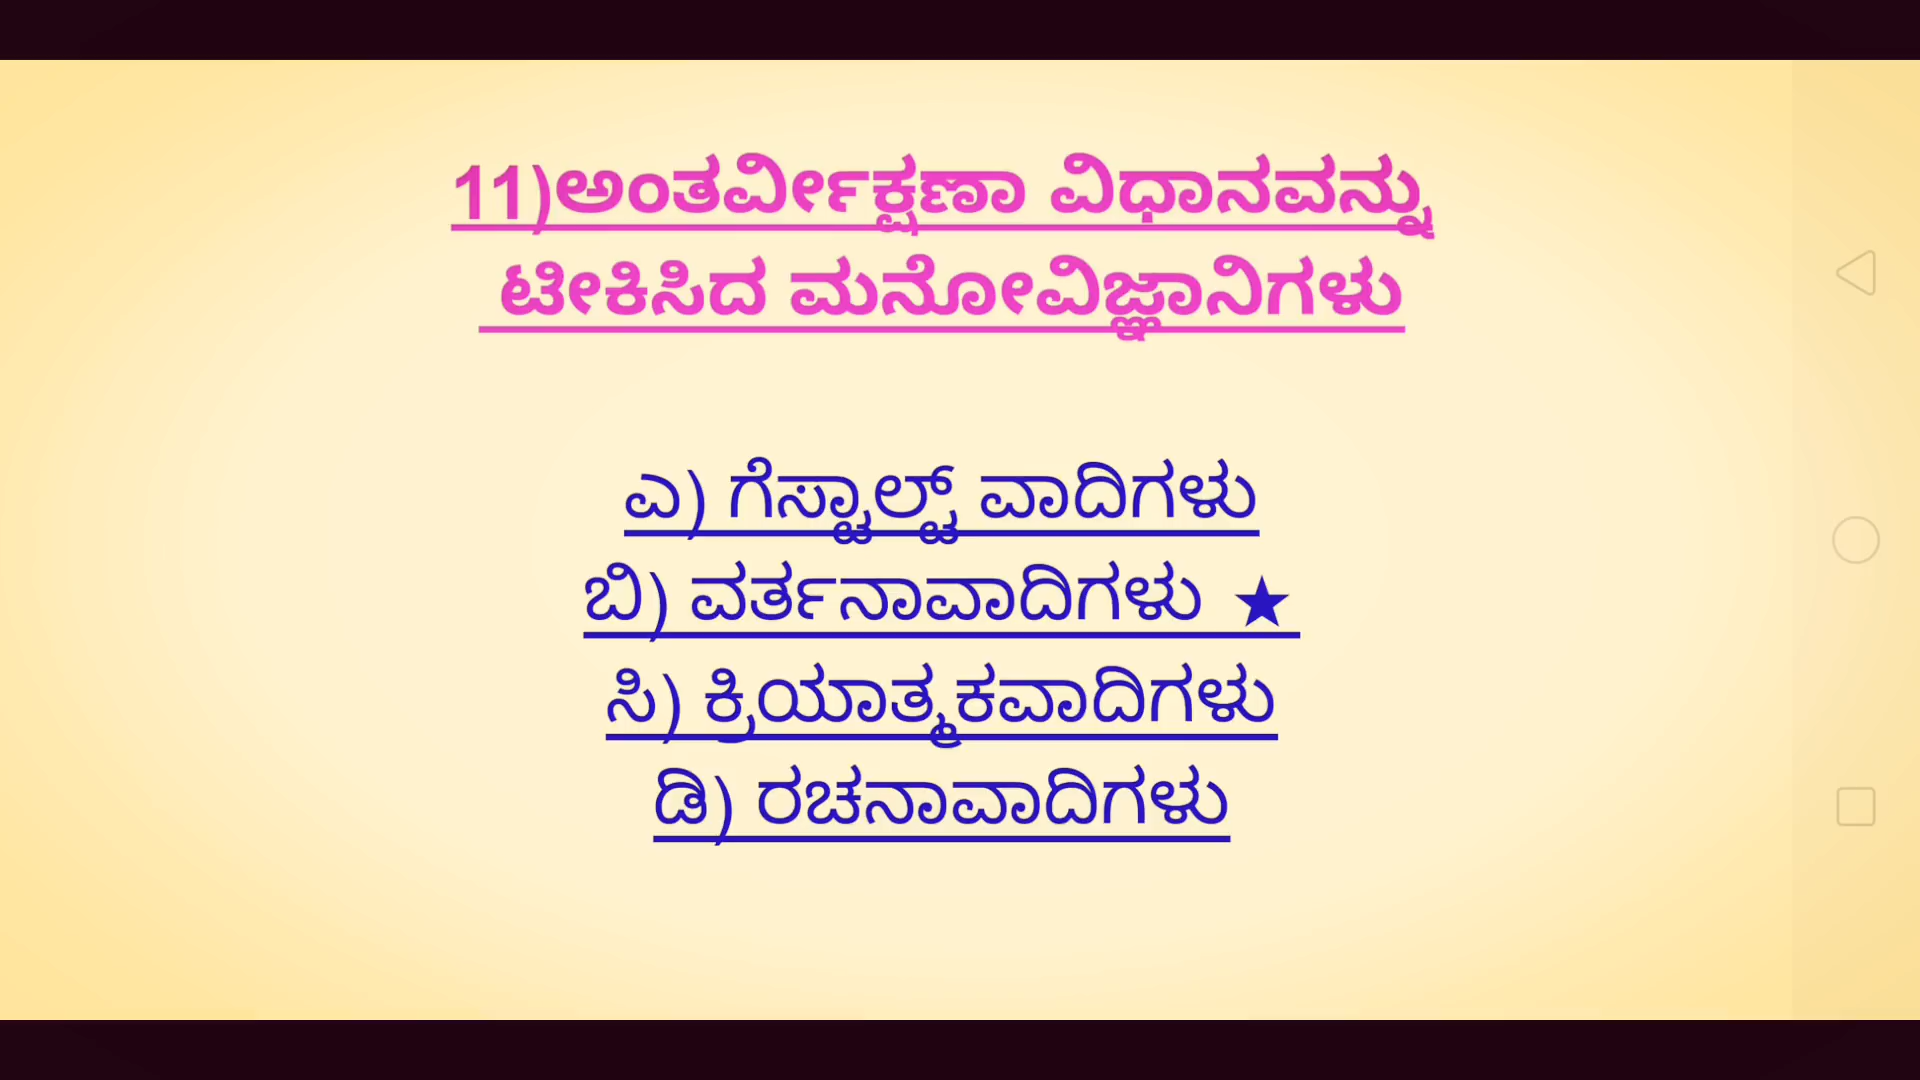 11)ಅಂತರ್ವೀಕ್ಷಣಾ ವಿಧಾನವನ್ನು
ಟೀಕಿಸಿದ ಮನೋವಿಜ್ಞಾನಿಗಳು
ಎ) ಗೆಸ್ಟಾಲ್ಟ್ ವಾದಿಗಳು
ಬಿ) ವರ್ತನಾವಾದಿಗಳು ★
ಸಿ) ಕ್ರಿಯಾತ್ಮಕವಾದಿಗಳು
ಡಿ) ರಚನಾವಾದಿಗಳು